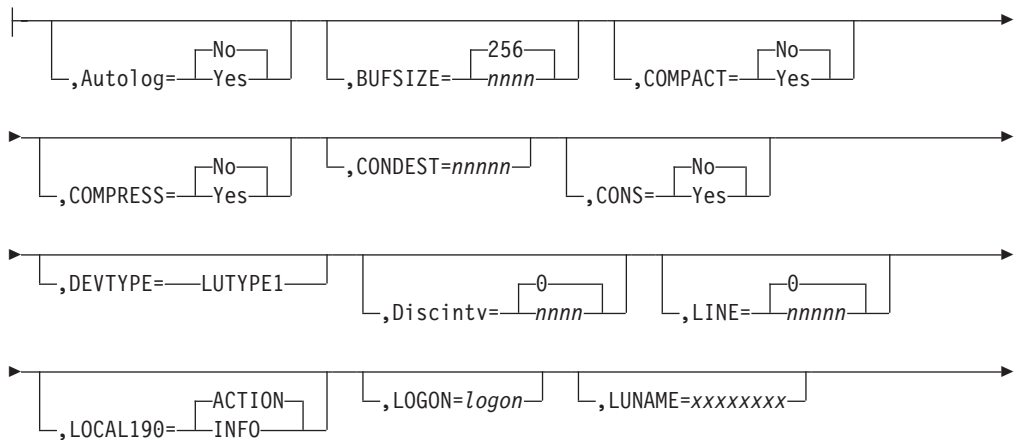 No 256 No
,Autolog= Yes ,BUFSIZE= nnnn ,COMPACT= Yes
No ,CONDEST=nnnnn No
,COMPRESS= Yes ,CONS= Yes
,DEVTYPE= LUTYPE1 0 0
,Discintv= nnnn ,LINE= nnnnn
ACTION ,LOGON=logon ,LUNAME=xxxxxxxx
,LOCAL190= INFO